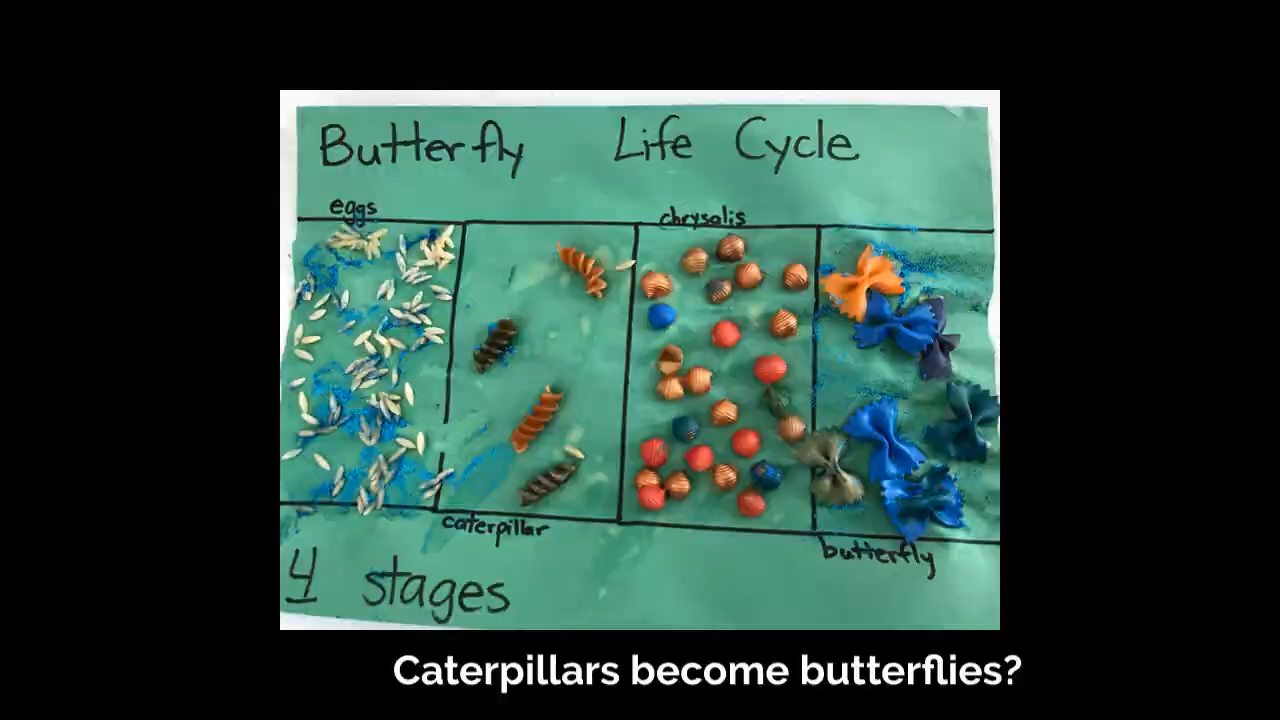 Butterfly Life Cycle
eggs
chrysalis
caterpillar
butterfly
4 stages
Caterpillars become butterflies?